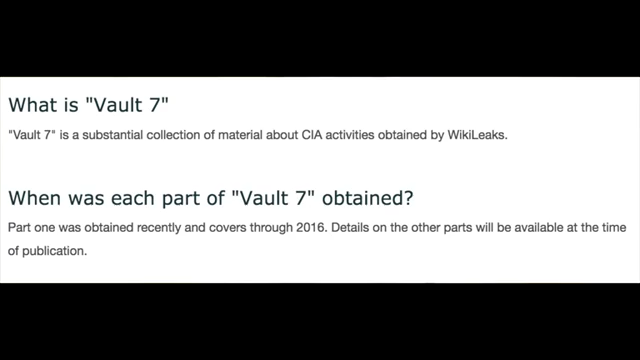 What is "Vault 7"
"Vault 7" is a substantial collection of material about CIA activities obtained by WikiLeaks.
When was each part of "Vault 7" obtained?
Part one was obtained recently and covers through 2016. Details on the other parts will be available at the time
of publication.